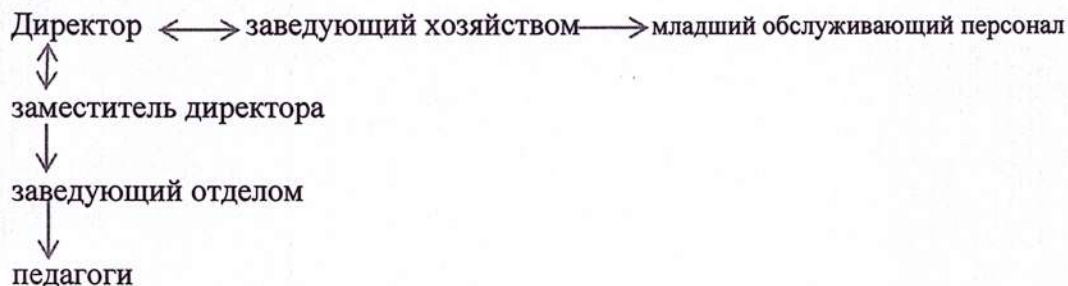 Директор заведующий хозяйством младший обслуживающий персонал
заместитель директора
заведующий отделом
педагоги